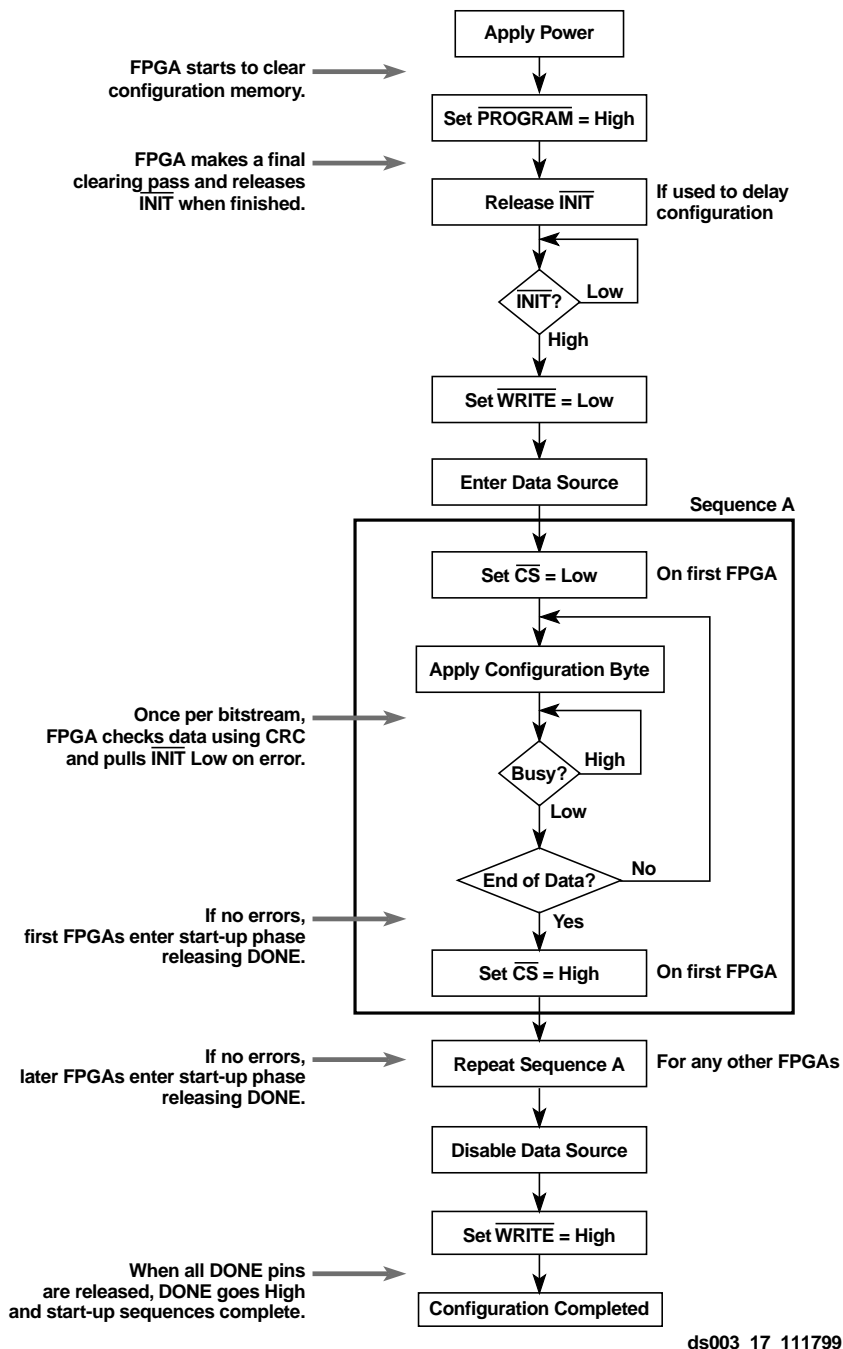 Apply Power
FPGA starts to clear
configuration memory.
Set PROGRAM = High
FPGA makes a final
clearing pass and releases
INIT when finished.
Release INIT
If used to delay
configuration
INIT?
Low
High
Set WRITE = Low
Enter Data Source
Sequence A
Set CS = Low
On first FPGA
Apply Configuration Byte
Once per bitstream,
FPGA checks data using CRC
and pulls INIT Low on error.
Busy?
High
Low
End of Data?
No
Yes
If no errors,
first FPGAs enter start-up phase
releasing DONE.
Set CS = High
On first FPGA
If no errors,
later FPGAs enter start-up phase
releasing DONE.
Repeat Sequence A
For any other FPGAs
Disable Data Source
Set WRITE = High
When all DONE pins
are released, DONE goes High
and start-up sequences complete.
Configuration Completed
ds003_17_111799